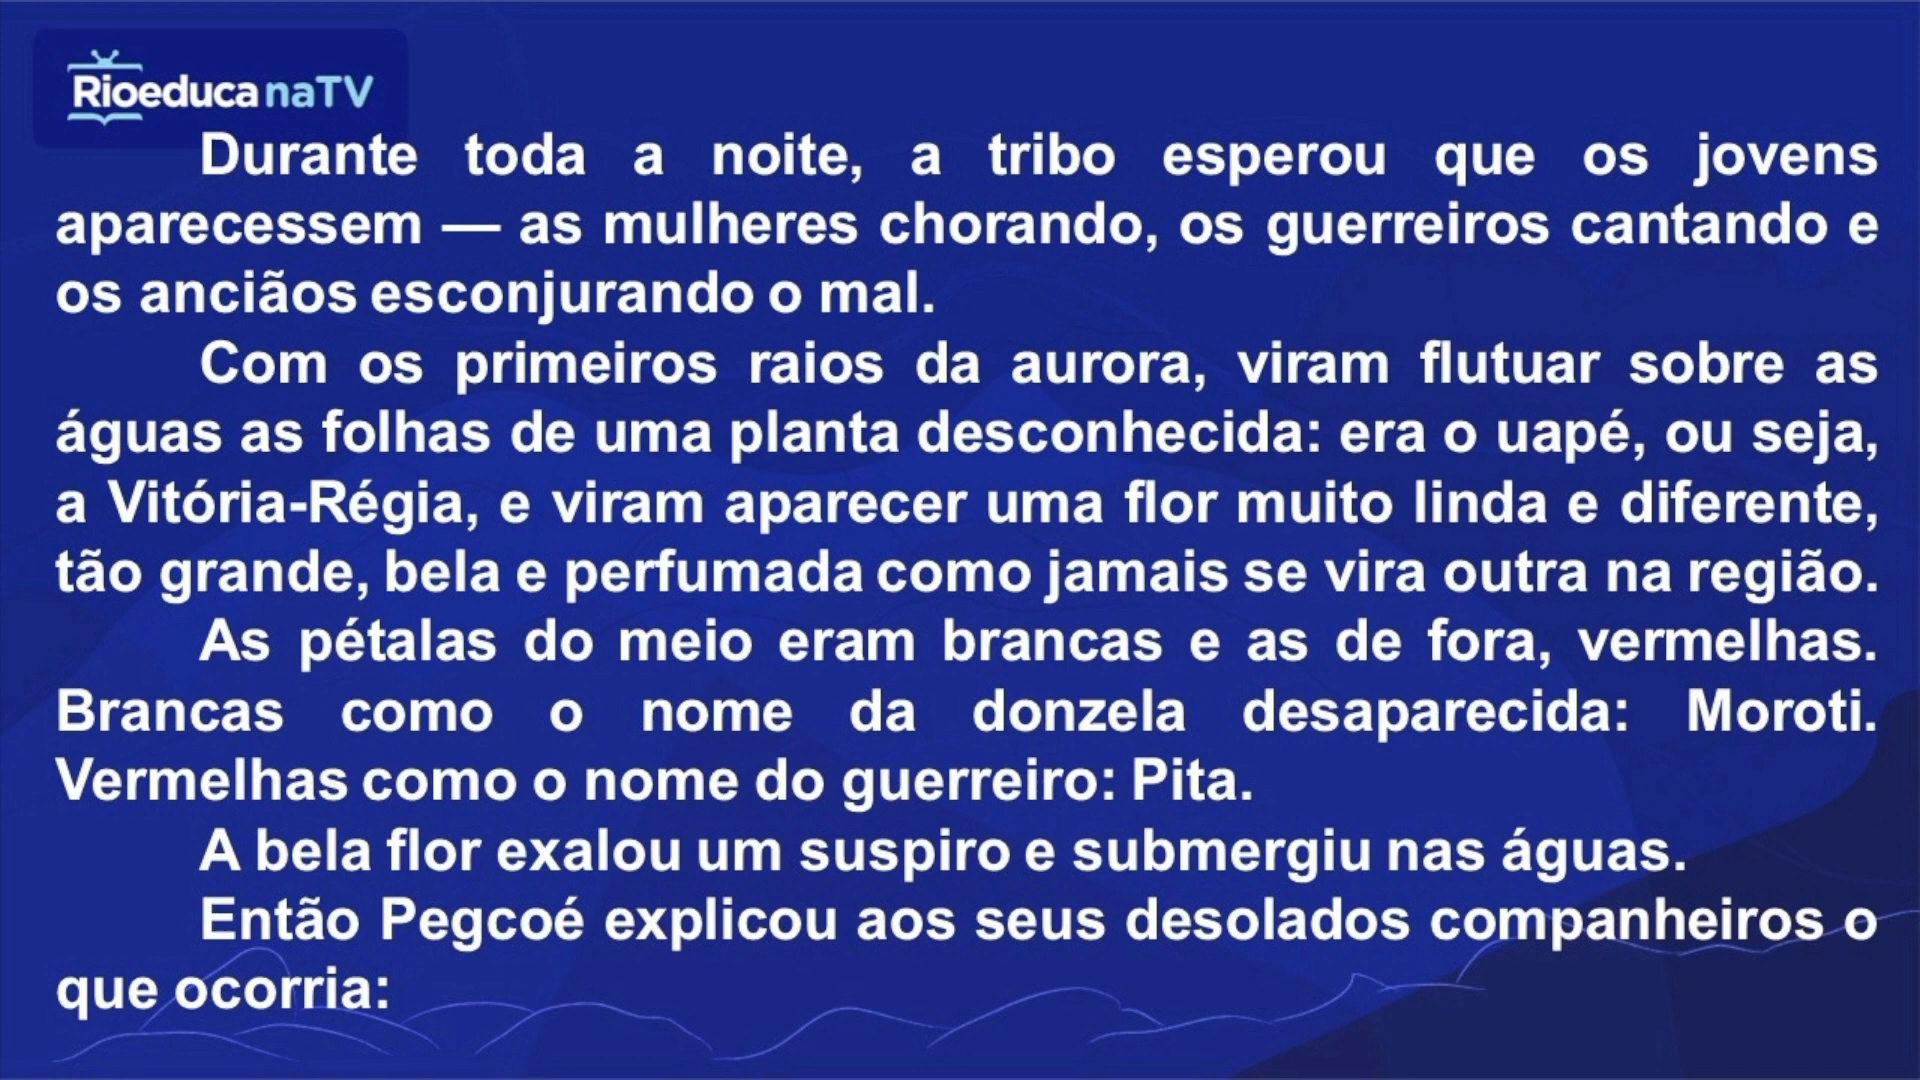 Rioeduca na TV
Durante toda a noite, a tribo esperou que os jovens
aparecessem — as mulheres chorando, os guerreiros cantando e
os anciãos esconjurando o mal.
Com os primeiros raios da aurora, viram flutuar sobre as
águas as folhas de uma planta desconhecida: era o uapé, ou seja,
a Vitória-Régia, e viram aparecer uma flor muito linda e diferente,
tão grande, bela e perfumada como jamais se vira outra na região.
As pétalas do meio eram brancas e as de fora, vermelhas.
Brancas como o nome da donzela desaparecida: Moroti.
Vermelhas como o nome do guerreiro: Pita.
A bela flor exalou um suspiro e submergiu nas águas.
Então Pegcoé explicou aos seus desolados companheiros o
que ocorria: